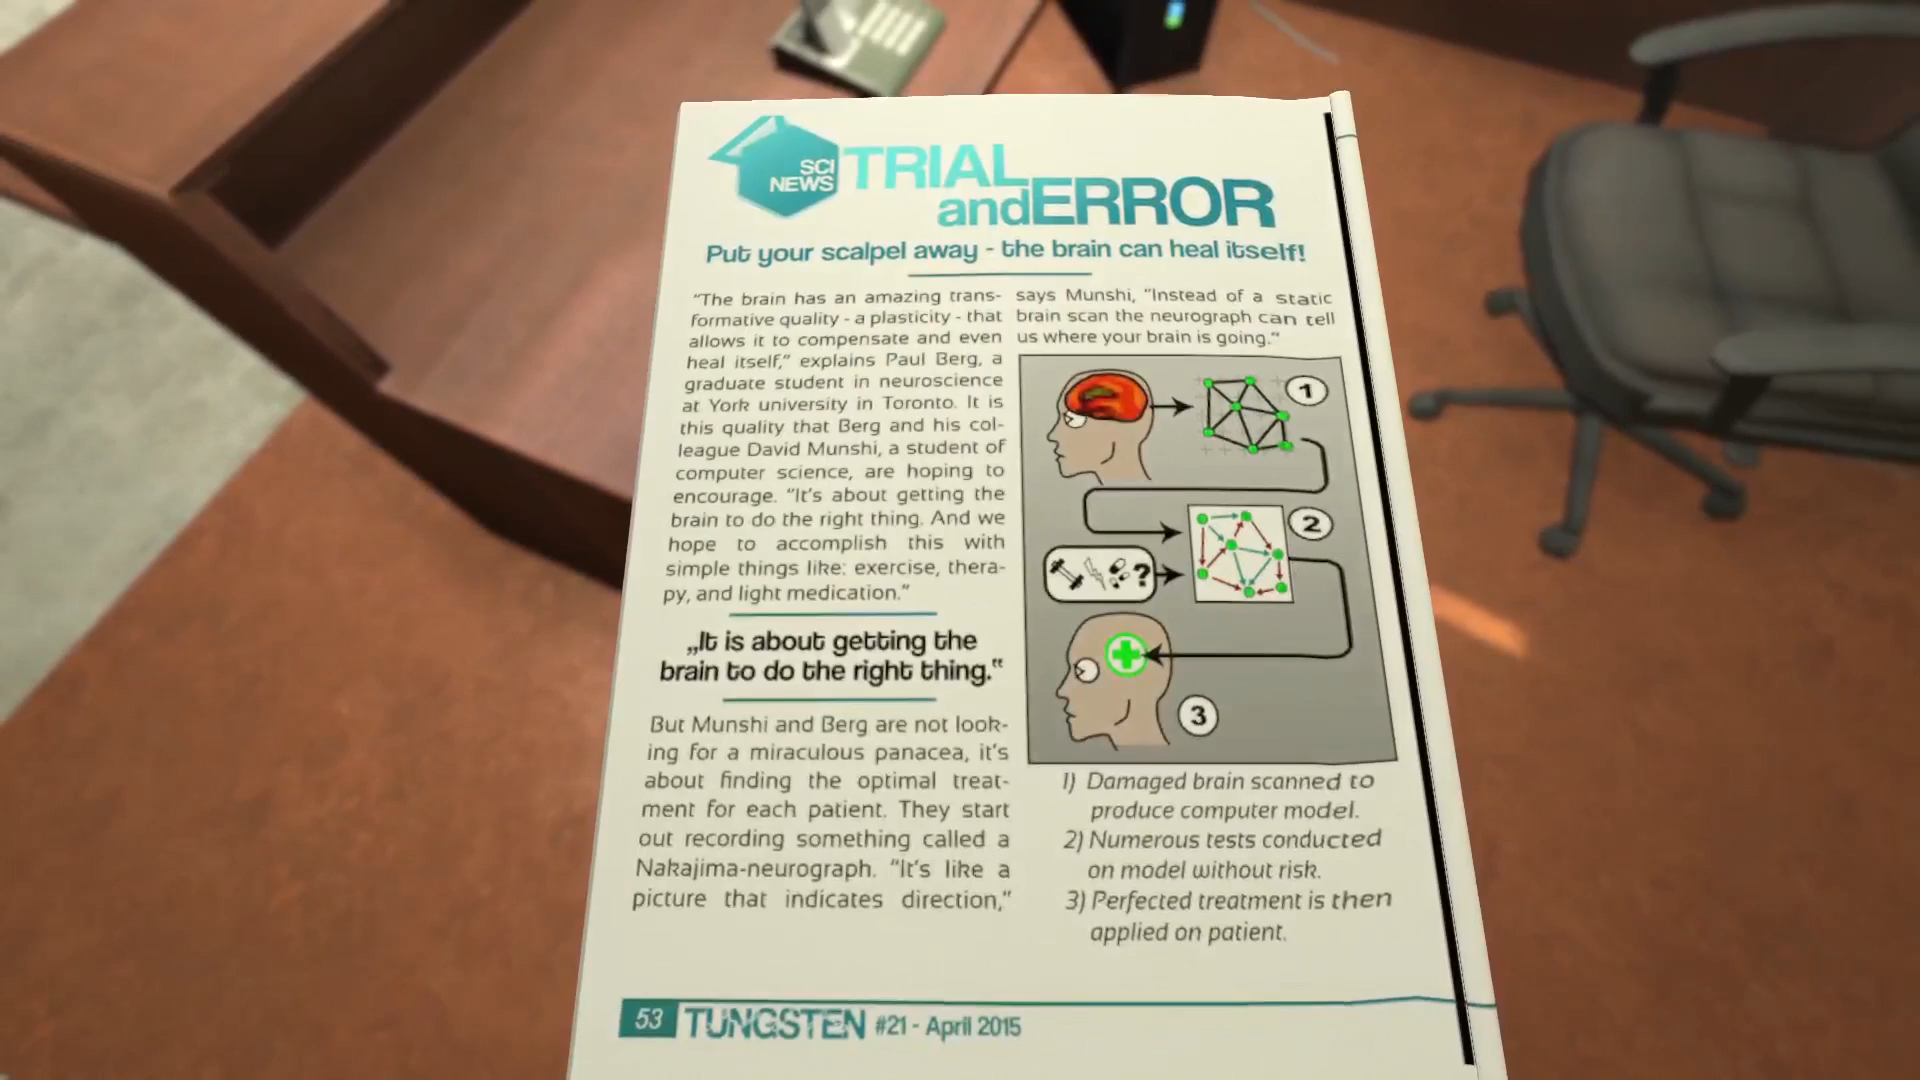 SCI
NEWS
TRIAL
andERROR
Put your scalpel away - the brain can heal itself!
"The brain has an amazing trans-
formative quality - a plasticity - that
allows it to compensate and even
heal itself," explains Paul Berg, a
graduate student in neuroscience
at York university in Toronto. It is
this quality that Berg and his col-
league David Munshi, a student of
computer science, are hoping to
encourage. "It's about getting the
brain to do the right thing. And we
hope to accomplish this with
simple things like: exercise, thera-
py, and light medication."
„It is about getting the
brain to do the right thing."
But Munshi and Berg are not look-
ing for a miraculous panacea, it's
about finding the optimal treat-
ment for each patient. They start
out recording something called a
Nakajima-neurograph. "It's like a
picture that indicates direction,"
says Munshi, "Instead of a static
brain scan the neurograph can tell
us where your brain is going."
1
2
?
3
1) Damaged brain scanned to
produce computer model.
2) Numerous tests conducted
on model without risk.
3) Perfected treatment is then
applied on patient.
53 TUNGSTEN #21 - April 2015